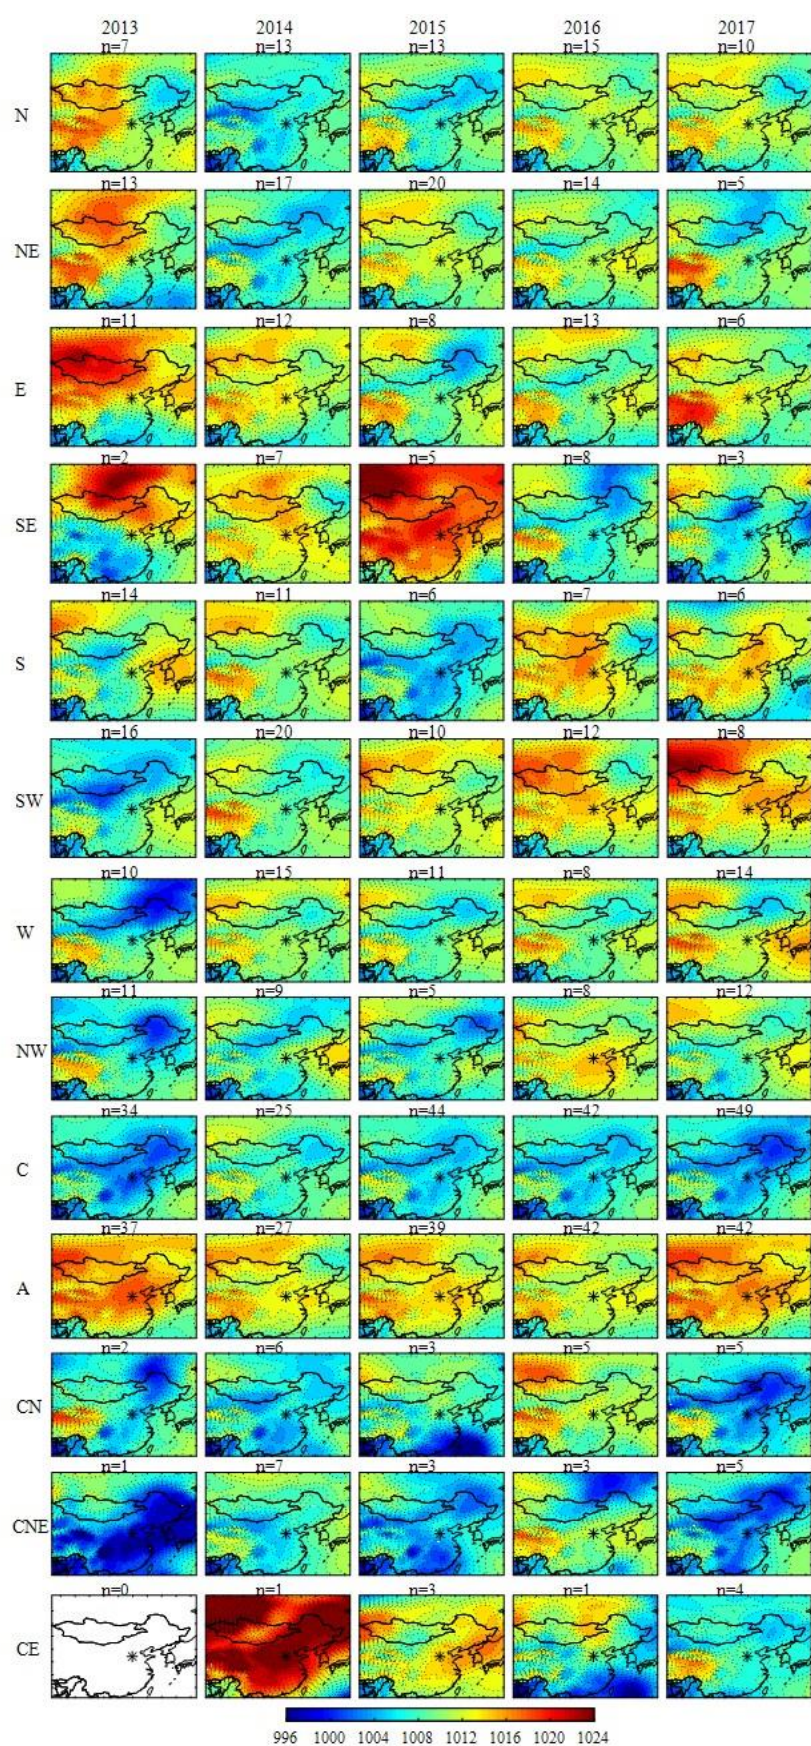 2013 2014 2015 2016 2017
n=7 n=13 n=13 n=15 n=10
N
n=13 n=17 n=20 n=14 n=5
NE
n=11 n=12 n=8 n=13 n=6
E
n=2 n=7 n=5 n=8 n=3
SE
n=14 n=11 n=6 n=7 n=6
S
n=16 n=20 n=10 n=12 n=8
SW
n=10 n=15 n=11 n=8 n=14
W
n=11 n=9 n=5 n=8 n=12
NW
n=34 n=25 n=44 n=42 n=49
C
n=37 n=27 n=39 n=42 n=42
A
n=2 n=6 n=3 n=5 n=5
CN
n=1 n=7 n=3 n=3 n=5
CNE
n=0 n=1 n=3 n=1 n=4
CE
996 1000 1004 1008 1012 1016 1020 1024